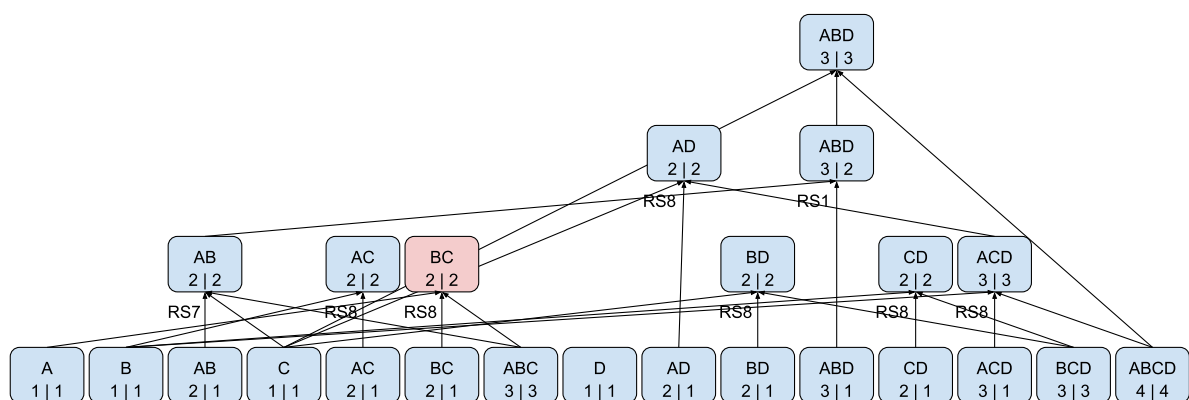 ABD
3 | 3
AD
2 | 2
ABD
3 | 2
RS8
RS1
AB
2 | 2
AC
2 | 2
BC
2 | 2
BD
2 | 2
CD
2 | 2
ACD
3 | 3
RS7
RS8
RS8
RS8
RS8
RS8
A
1 | 1
B
1 | 1
AB
2 | 1
C
1 | 1
AC
2 | 1
BC
2 | 1
ABC
3 | 3
D
1 | 1
AD
2 | 1
BD
2 | 1
ABD
3 | 1
CD
2 | 1
ACD
3 | 1
BCD
3 | 3
ABCD
4 | 4